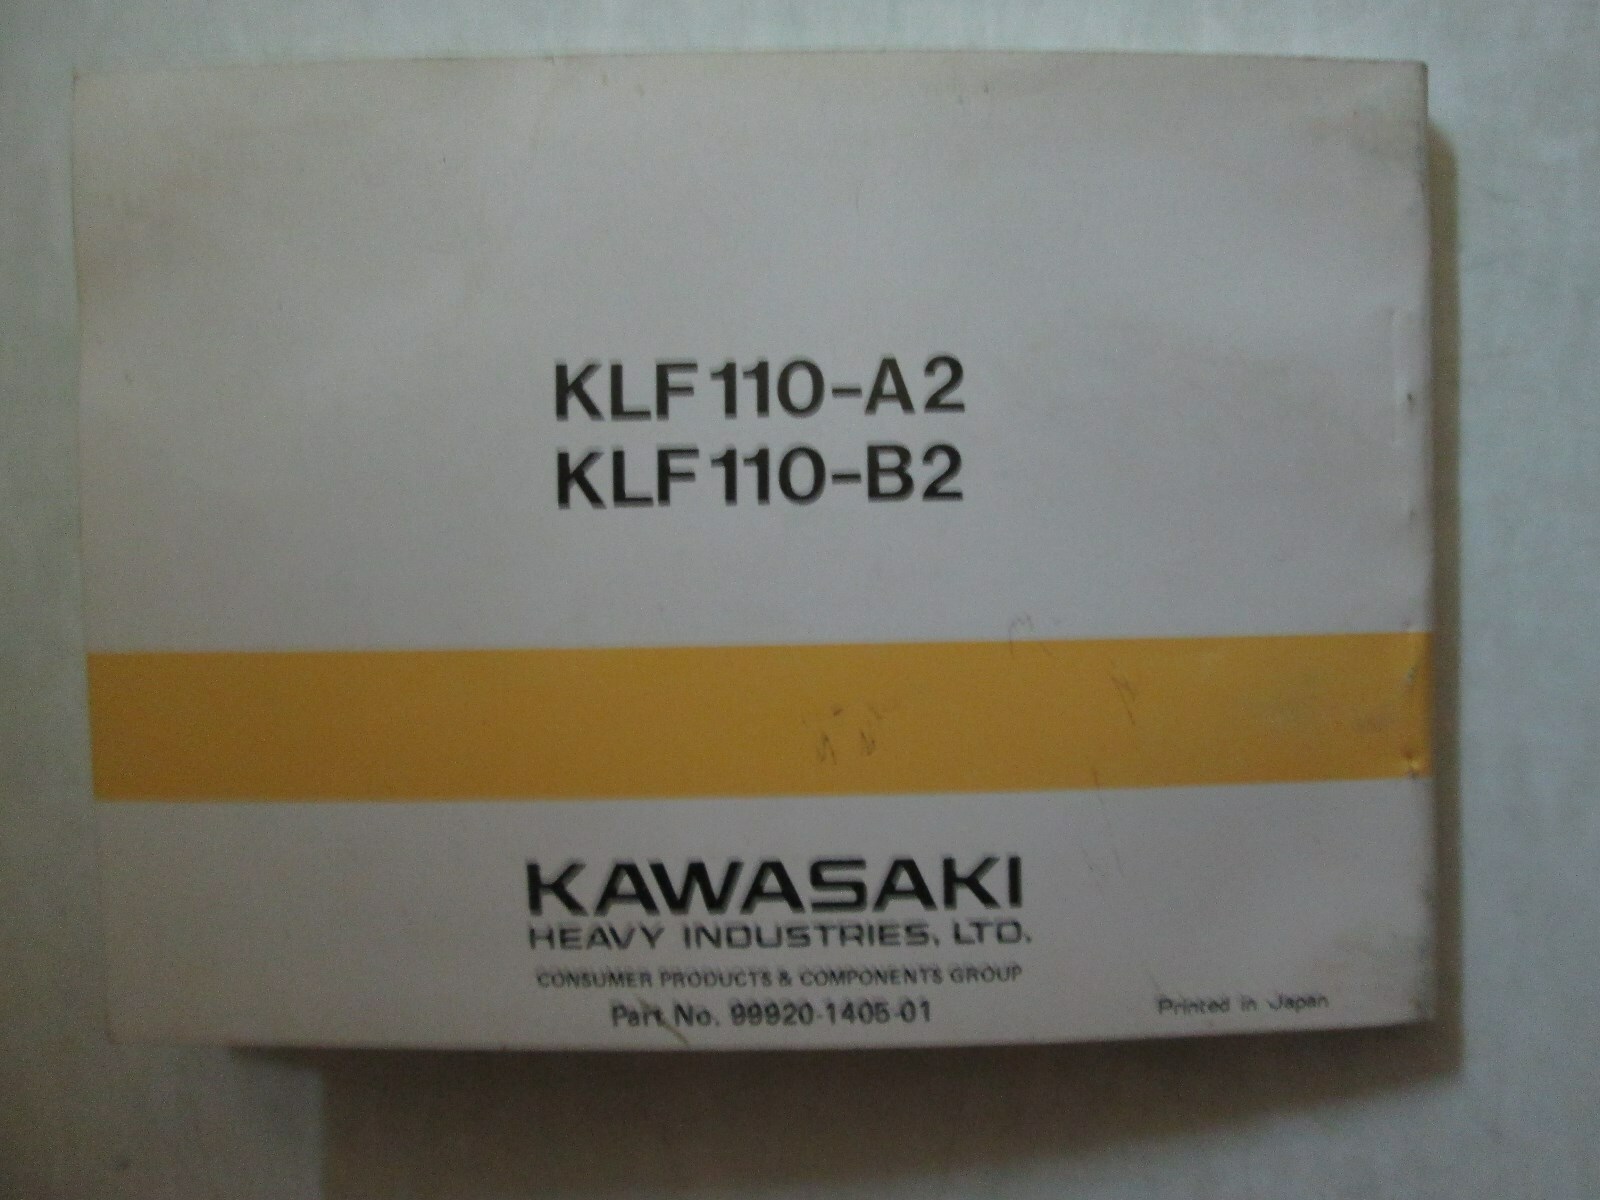 KLF110-A2
KLF110-B2
KAWASAKI
HEAVY INDUSTRIES, LTD.
CONSUMER PRODUCTS & COMPONENTS GROUP
Part No. 99920-1405-01
Printed in Japan